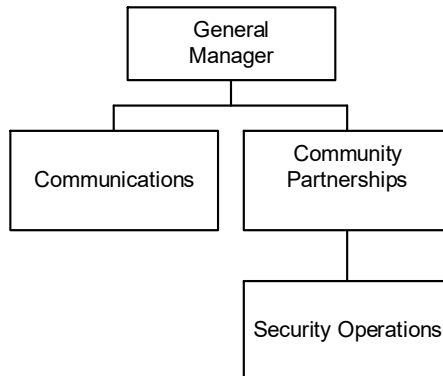 General
Manager
Communications
Community
Partnerships
Security Operations